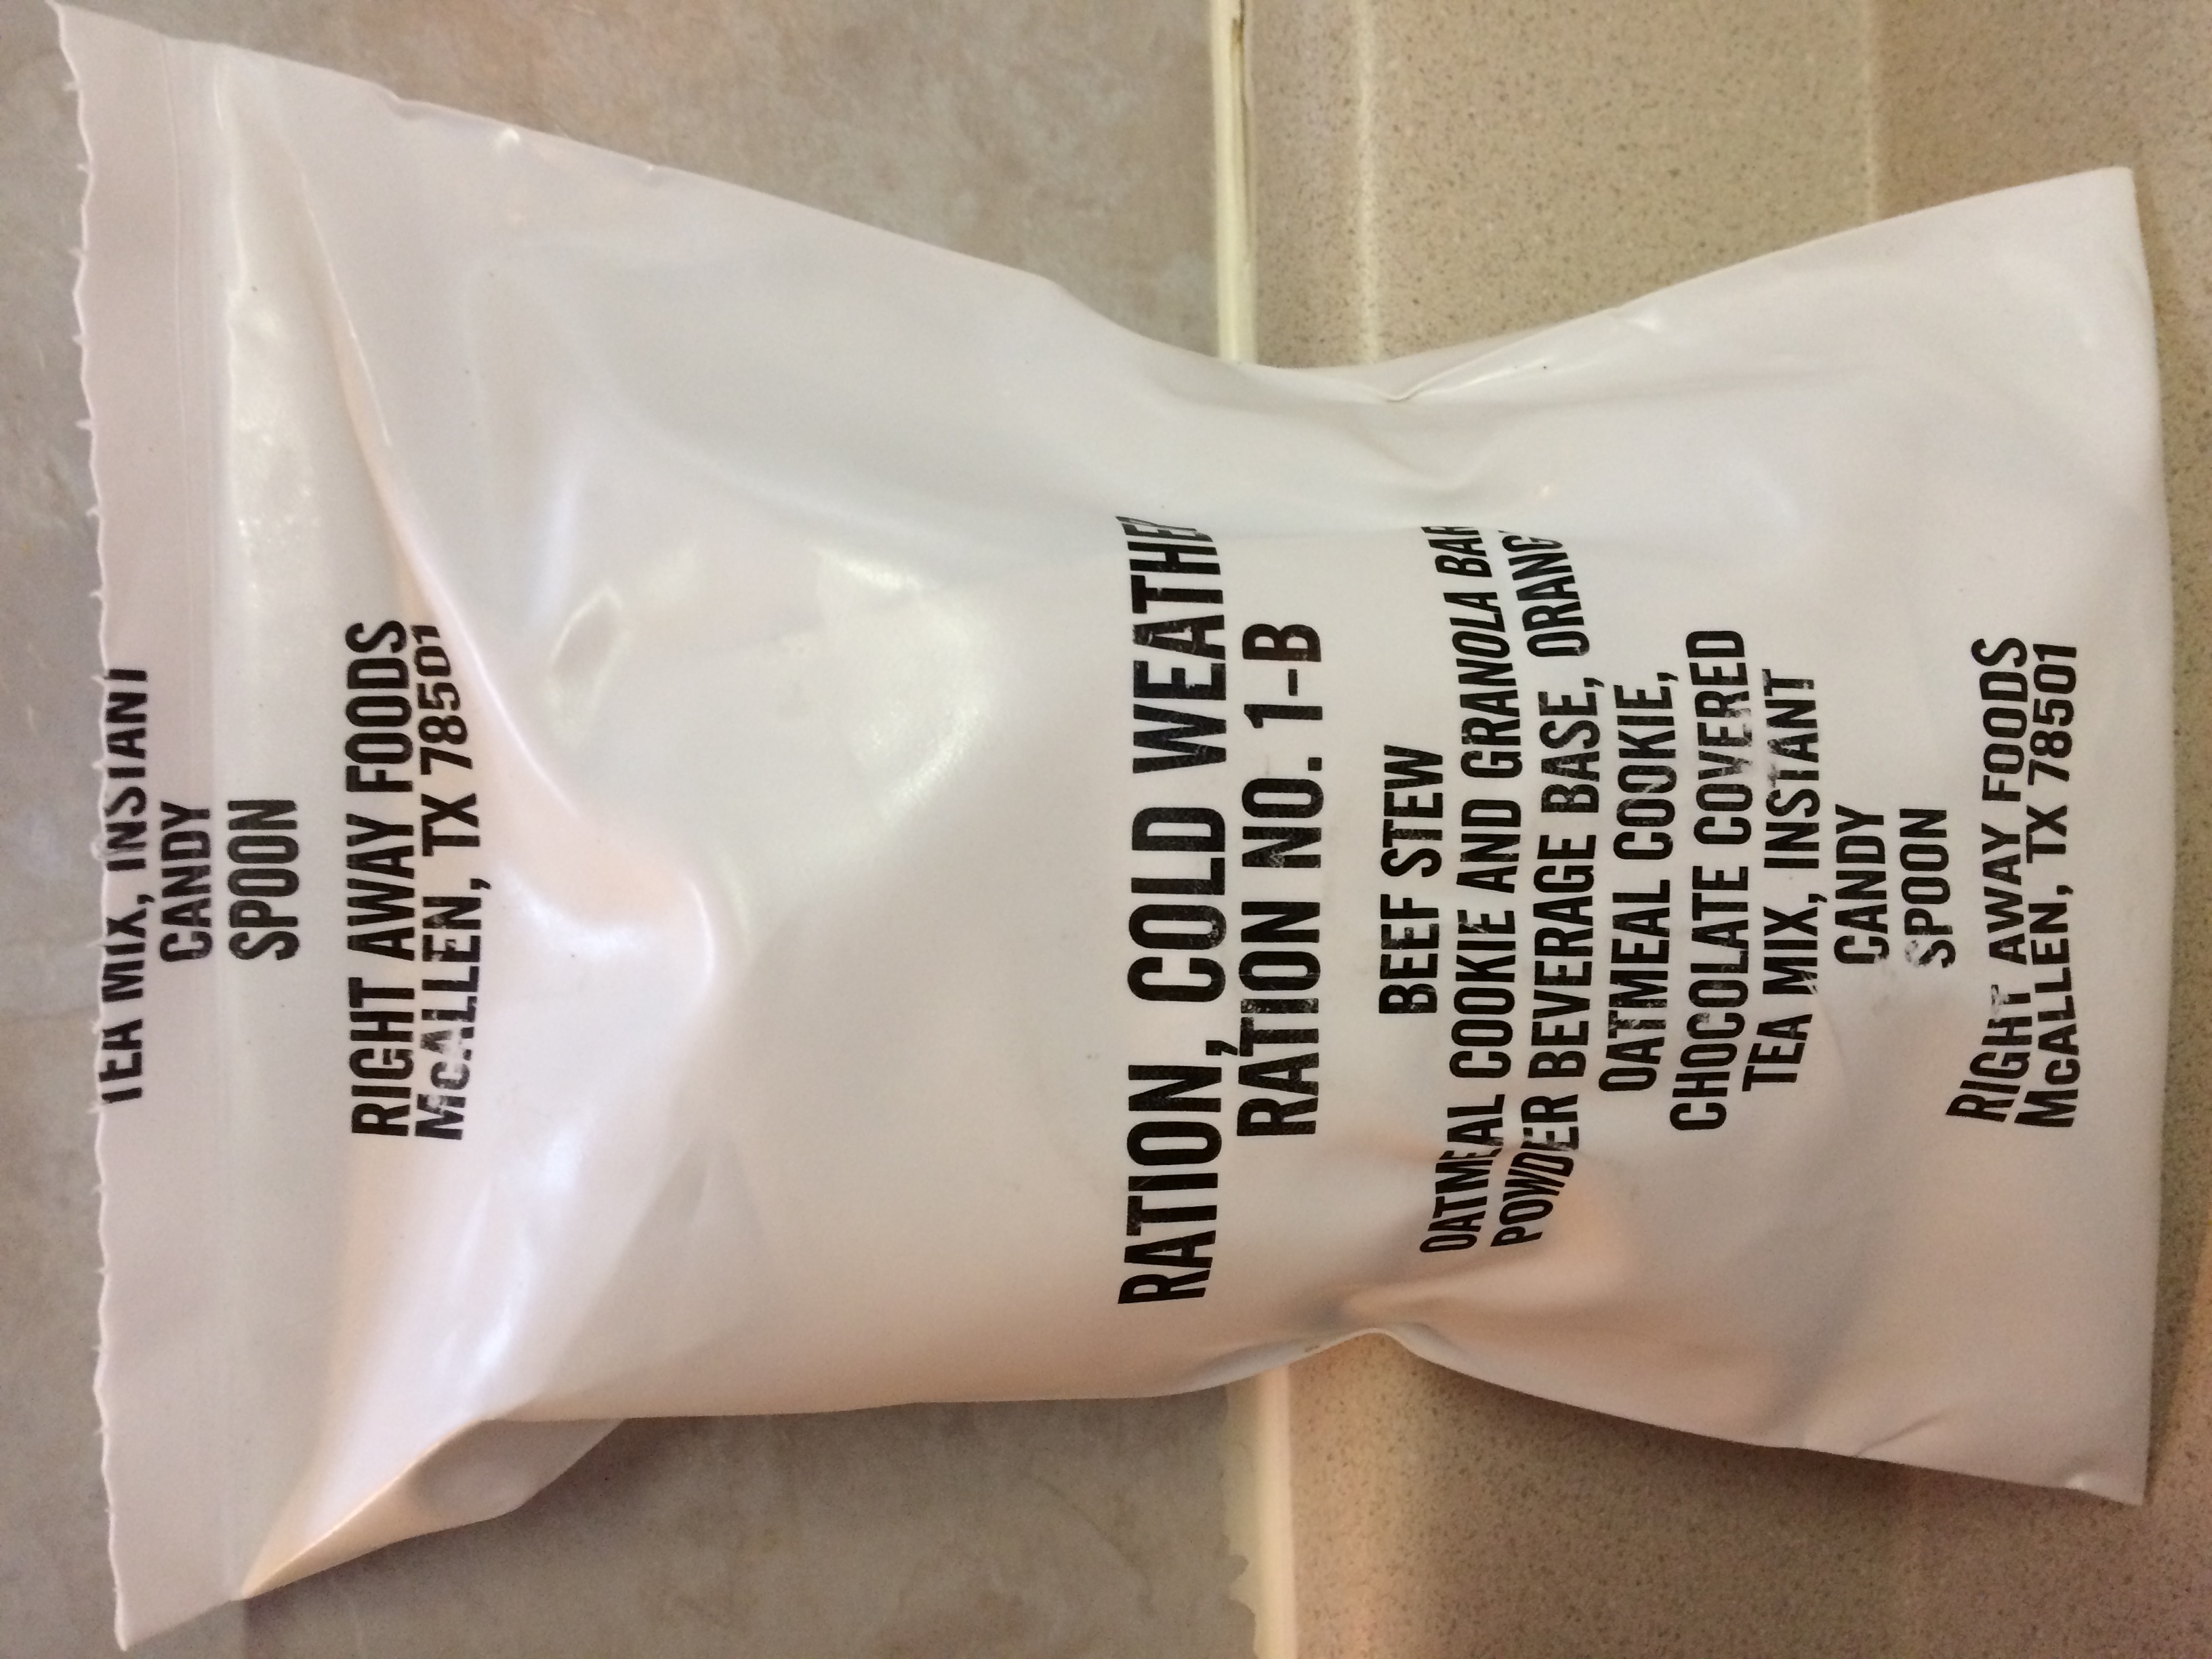 TEA MIX, INSTANT
CANDY
SPOON
RIGHT AWAY FOODS
McALLEN, TX 78501
RATION, COLD WEATHER
RATION NO. 1-B
BEEF STEW
OATMEAL COOKIE AND GRANOLA BAR
POWDER BEVERAGE BASE, ORANG
OATMEAL COOKIE,
CHOCOLATE COVERED
TEA MIX, INSTANT
CANDY
SPOON
RIGHT AWAY FOODS
McALLEN, TX 78501